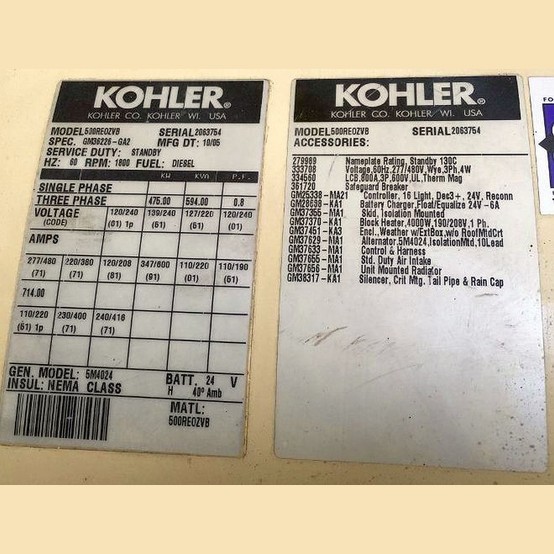 KOHLER®
KOHLER CO. KOHLER WI. USA
MODEL 500REOZVB SERIAL 2063754
SPEC. GM36226-GA2 MFG DT: 10/05
SERVICE DUTY: STANDBY
HZ: 60 RPM: 1800 FUEL: DIESEL
KW KVA P.F.
SINGLE PHASE
THREE PHASE 475.00 594.00 0.8
VOLTAGE 120/240 139/240 127/220 120/240
(CODE) (61) 1p (71) (61) (01)
AMPS
277/480 220/380 120/208 347/600 110/220 110/190
(71) (71) (61) (91) (01) (61)
714.00
110/220 230/400 240/416
(61) 1p (71) (71)
GEN. MODEL: 5M4024 BATT. 24 V
INSUL: NEMA CLASS H 40° Amb
MATL:
500REOZVB
KOHLER®
KOHLER CO. KOHLER WI. USA
MODEL 500REOZVB SERIAL 2063754
ACCESSORIES:
279989 Nameplate Rating, Standby 130C
333708 Voltage,60Hz,277/480V,Wye,3Ph,4W
334560 LCB,800A,3P,600V,UL,Therm Mag
361720 Safeguard Breaker
GM25338-MA21 Controller, 16 Light, Dec3+, 24V, Reconn
GM28638-KA1 Battery Charger,Float/Equalize 24V -6A
GM37355-MA1 Skid, Isolation Mounted
GM37370-KA1 Block Heater,4000W,190/208V,1 Ph.
GM37451-KA3 Encl.,Weather w/ExtBox,w/o RoofMtdCrt
GM37629-MA1 Alternator,5M4024,IsolationMtd,10Lead
GM37633-MA1 Control & Harness
GM37655-MA1 Std. Duty Air Intake
GM37656-MA1 Unit Mounted Radiator
GM38317-KA1 Silencer, Crit Mtg. Tail Pipe & Rain Cap